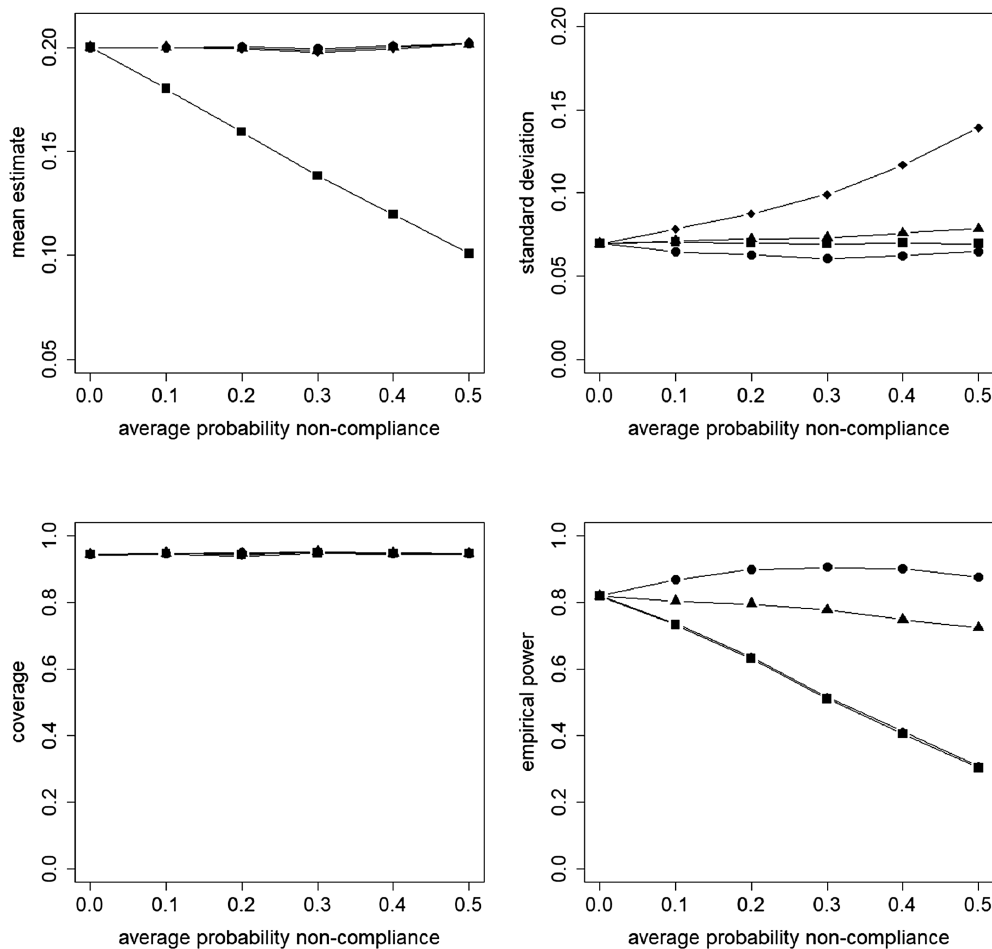 mean estimate
0.05 0.10 0.15 0.20
0.0 0.1 0.2 0.3 0.4 0.5
average probability non-compliance
standard deviation
0.00 0.05 0.10 0.15 0.20
0.0 0.1 0.2 0.3 0.4 0.5
average probability non-compliance
coverage
0.0 0.2 0.4 0.6 0.8 1.0
0.0 0.1 0.2 0.3 0.4 0.5
average probability non-compliance
empirical power
0.0 0.2 0.4 0.6 0.8 1.0
0.0 0.1 0.2 0.3 0.4 0.5
average probability non-compliance